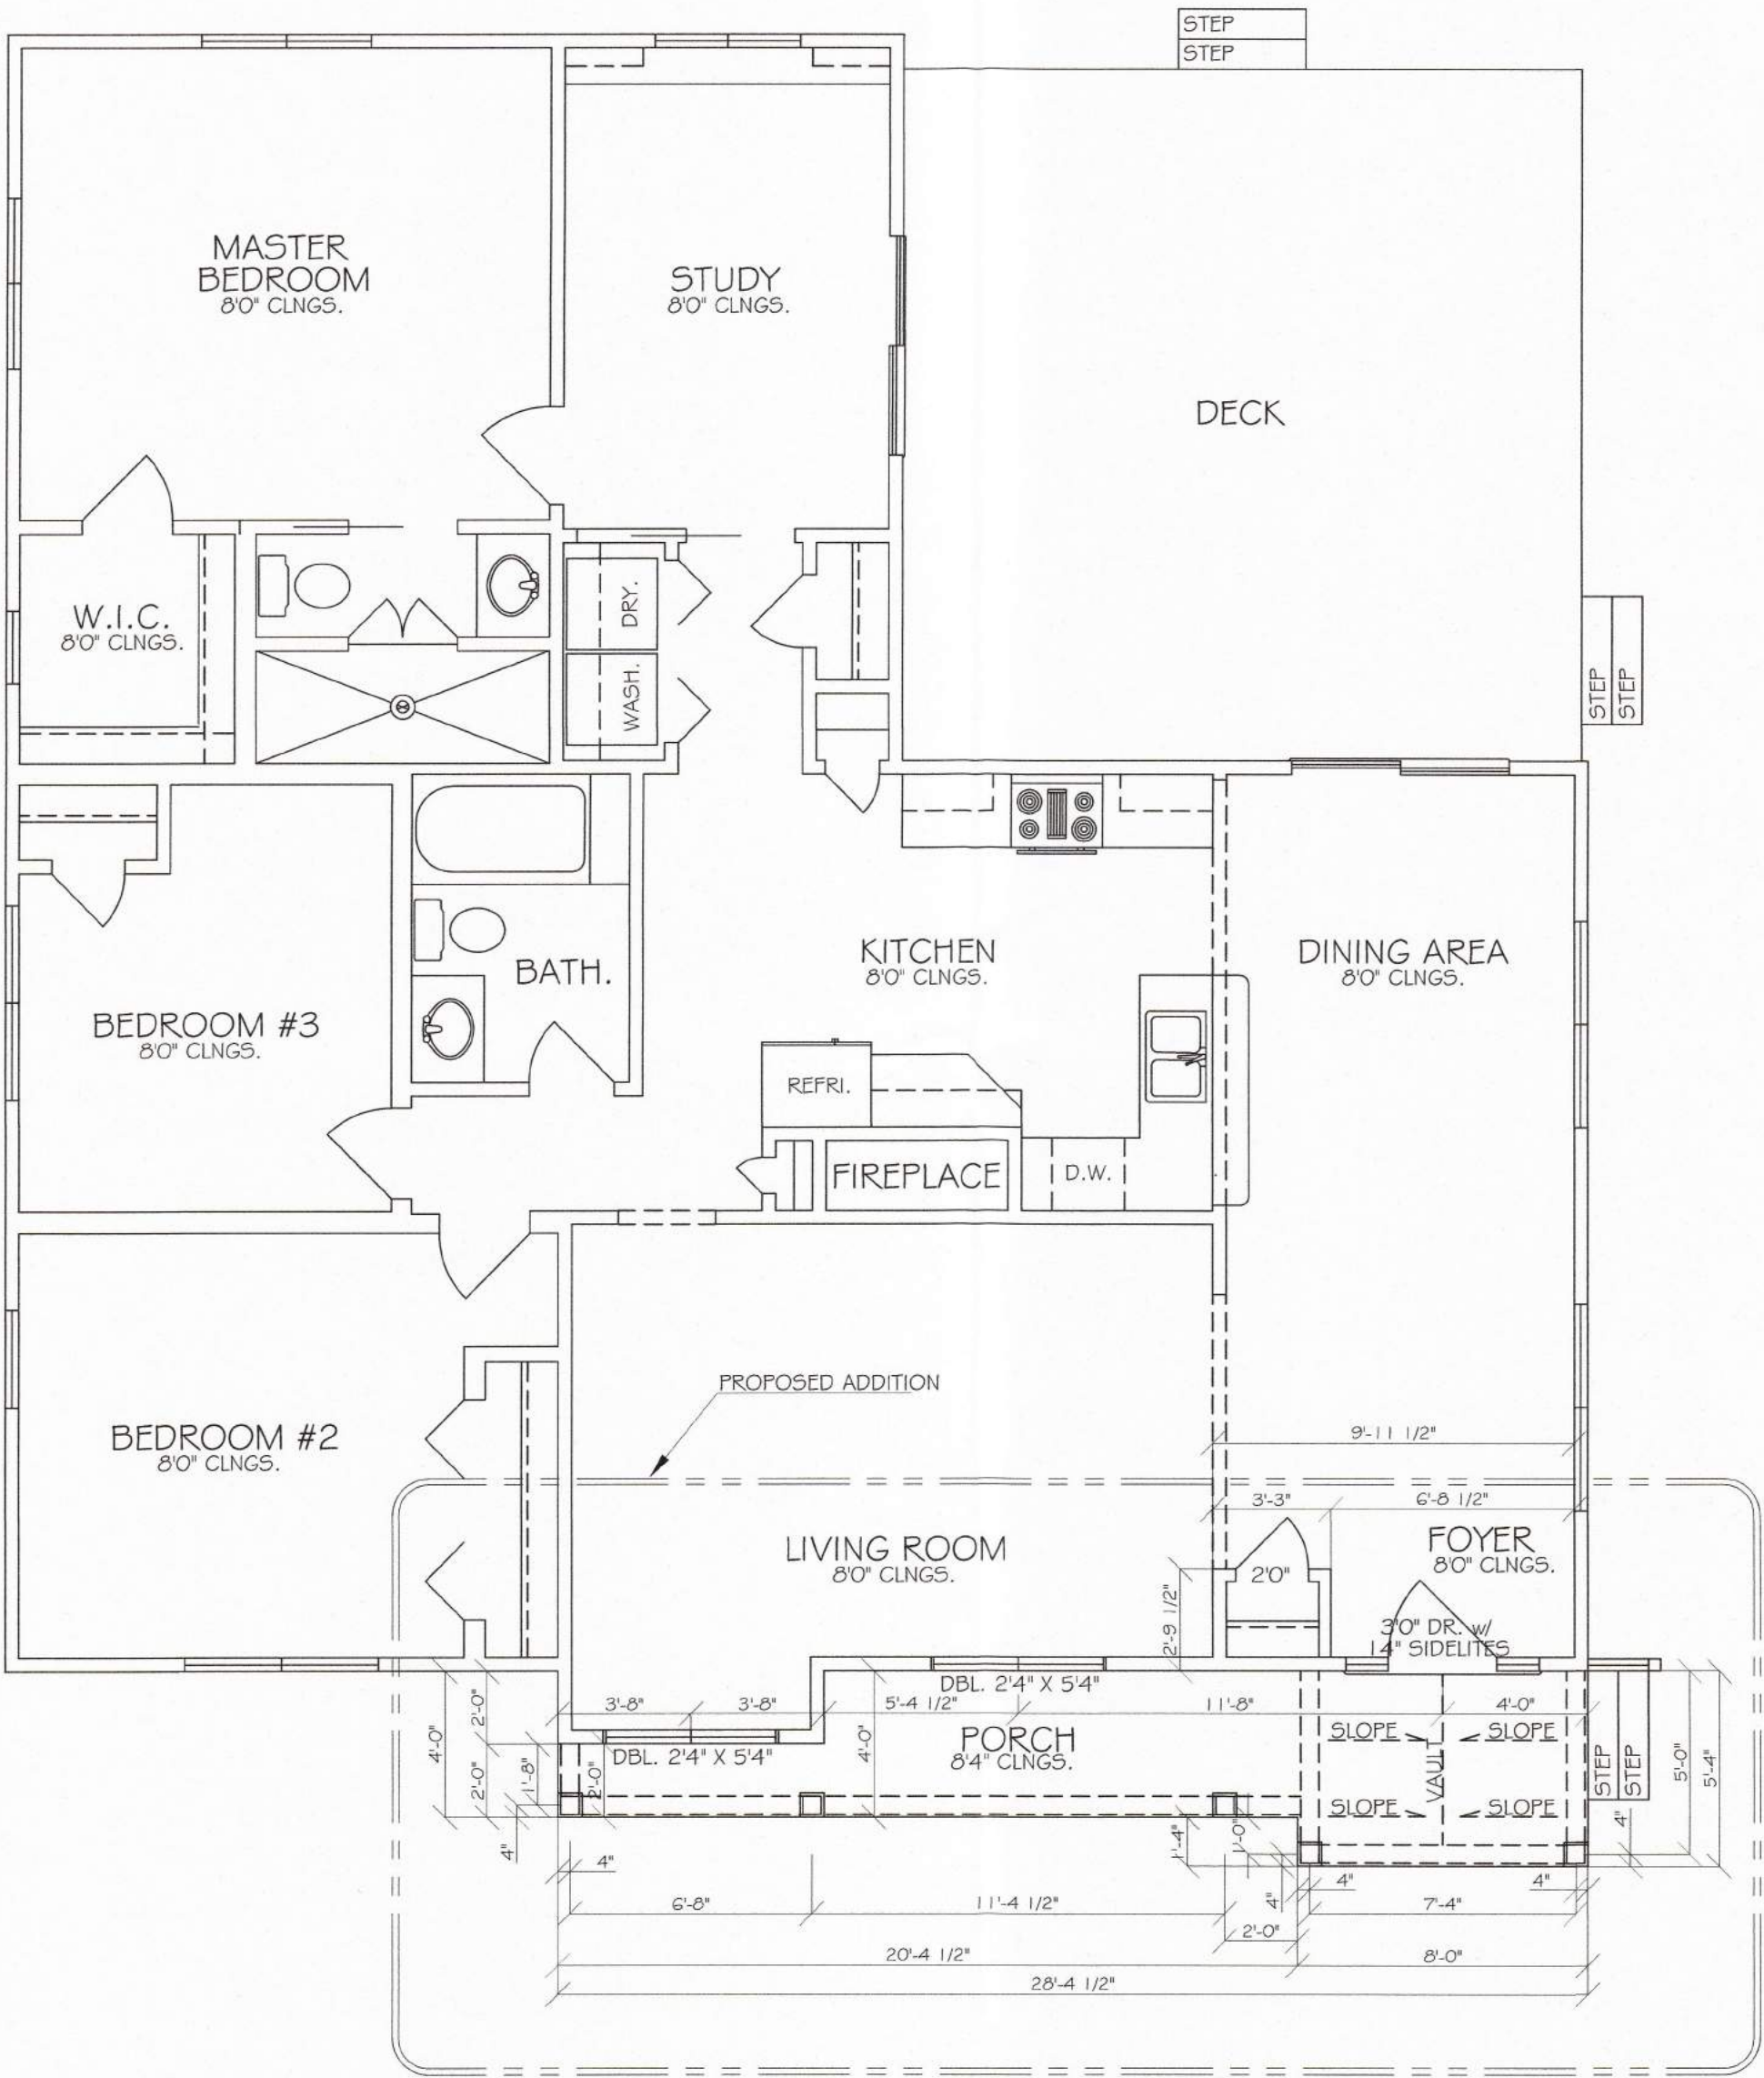 STEP
STEP
MASTER
BEDROOM
8'0" CLNGS.
STUDY
8'0" CLNGS.
DECK
W.I.C.
8'0" CLNGS.
DRY.
WASH.
STEP
STEP
KITCHEN
8'0" CLNGS.
DINING AREA
8'0" CLNGS.
BATH.
BEDROOM #3
8'0" CLNGS.
REFRI.
FIREPLACE
D.W.
PROPOSED ADDITION
BEDROOM #2
8'0" CLNGS.
9'-11 1/2"
3'-3"
6'-8 1/2"
LIVING ROOM
8'0" CLNGS.
FOYER
8'0" CLNGS.
2'0"
2'-9 1/2"
3'0" DR. w/
14" SIDELITES
DBL. 2'4" X 5'4"
3'-8"
3'-8"
5'-4 1/2"
11'-8"
4'-0"
4'-0"
2'-0"
2'-0"
1'-8"
2'-0"
DBL. 2'4" X 5'4"
4'-0"
PORCH
8'4" CLNGS.
SLOPE
SLOPE
VAULT
SLOPE
SLOPE
STEP
STEP
5'-0"
5'-4"
4"
4"
4"
1'-4"
1'-0"
4"
4"
4"
6'-8"
11'-4 1/2"
7'-4"
2'-0"
20'-4 1/2"
8'-0"
28'-4 1/2"